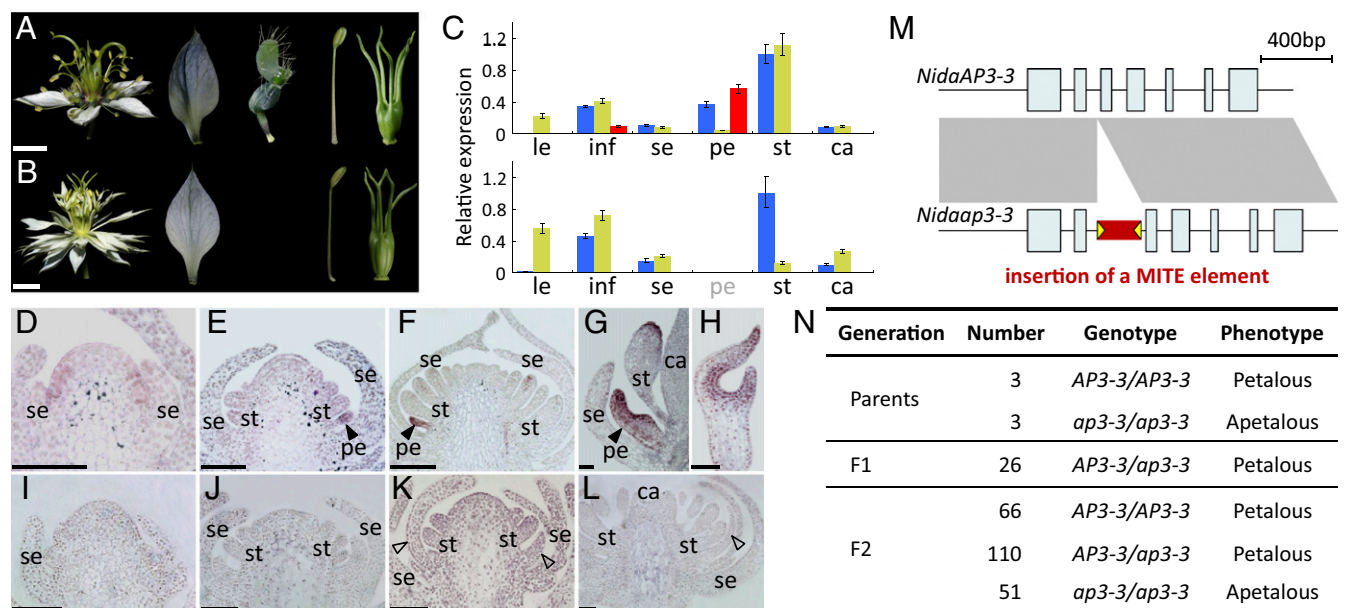 A
B
C
Relative expression
1.2
0.8
0.4
0
le inf se pe st ca
1.2
0.8
0.4
0
le inf se pe st ca
M
400bp
NidaAP3-3
Nidaap3-3
insertion of a MITE element
D
se se
E
se st st se pe
F
se se st st pe
G
ca st se pe
H
I
se
J
se se st st
K
st st se se
L
ca st se
N
Generation Number Genotype Phenotype
Parents
3 AP3-3/AP3-3 Petalous
3 ap3-3/ap3-3 Apetalous
F1 26 AP3-3/ap3-3 Petalous
F2
66 AP3-3/AP3-3 Petalous
110 AP3-3/ap3-3 Petalous
51 ap3-3/ap3-3 Apetalous